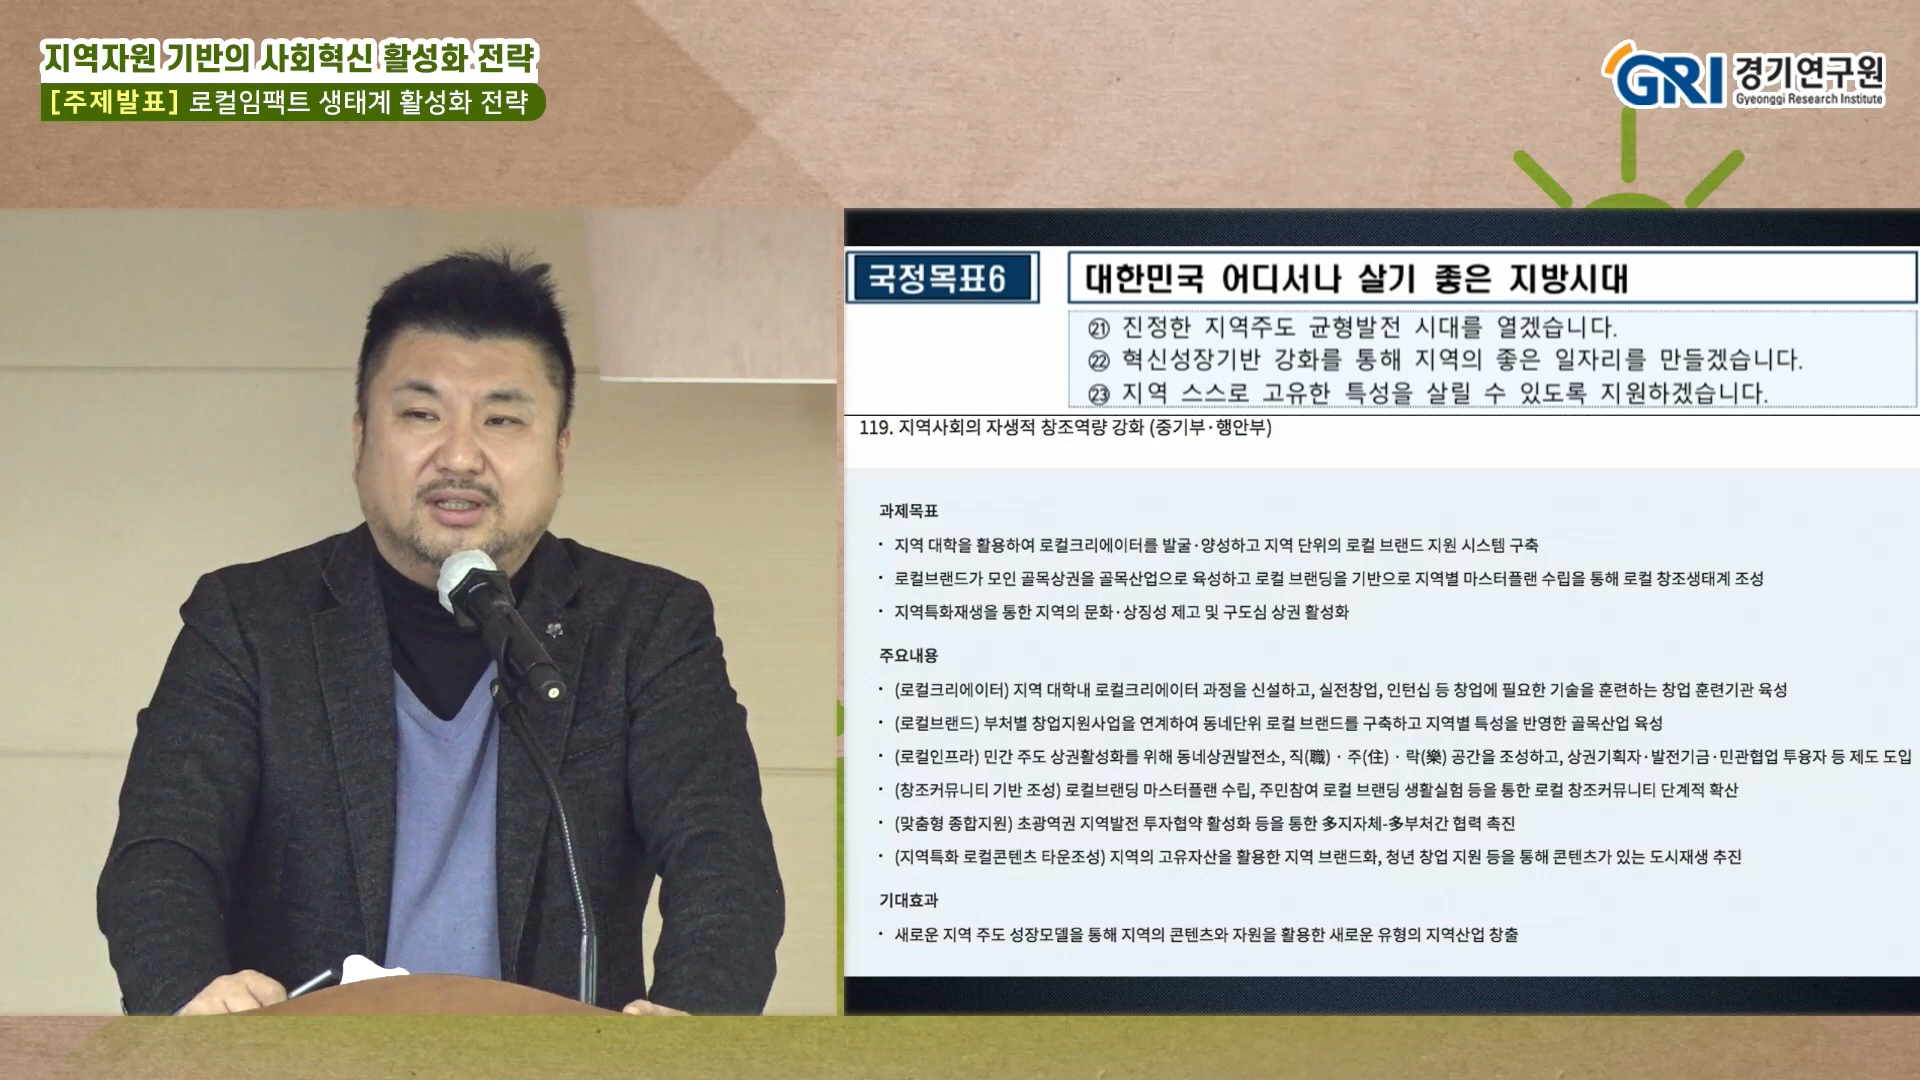 지역자원 기반의 사회혁신 활성화 전략
[주제발표] 로컬임팩트 생태계 활성화 전략
GRI 경기연구원
Gyeonggi Research Institute
국정목표6
대한민국 어디서나 살기 좋은 지방시대
㉑ 진정한 지역주도 균형발전 시대를 열겠습니다.
㉒ 혁신성장기반 강화를 통해 지역의 좋은 일자리를 만들겠습니다.
㉓ 지역 스스로 고유한 특성을 살릴 수 있도록 지원하겠습니다.
119. 지역사회의 자생적 창조역량 강화 (중기부·행안부)
과제목표
· 지역 대학을 활용하여 로컬크리에이터를 발굴·양성하고 지역 단위의 로컬 브랜드 지원 시스템 구축
· 로컬브랜드가 모인 골목상권을 골목산업으로 육성하고 로컬 브랜딩을 기반으로 지역별 마스터플랜 수립을 통해 로컬 창조생태계 조성
· 지역특화재생을 통한 지역의 문화·상징성 제고 및 구도심 상권 활성화
주요내용
· (로컬크리에이터) 지역 대학내 로컬크리에이터 과정을 신설하고, 실전창업, 인턴십 등 창업에 필요한 기술을 훈련하는 창업 훈련기관 육성
· (로컬브랜드) 부처별 창업지원사업을 연계하여 동네단위 로컬 브랜드를 구축하고 지역별 특성을 반영한 골목산업 육성
· (로컬인프라) 민간 주도 상권활성화를 위해 동네상권발전소, 직(職)·주(住)·락(樂) 공간을 조성하고, 상권기획자·발전기금·민관협업 투융자 등 제도 도입
· (창조커뮤니티 기반 조성) 로컬브랜딩 마스터플랜 수립, 주민참여 로컬 브랜딩 생활실험 등을 통한 로컬 창조커뮤니티 단계적 확산
· (맞춤형 종합지원) 초광역권 지역발전 투자협약 활성화 등을 통한 多지자체-多부처간 협력 촉진
· (지역특화 로컬콘텐츠 타운조성) 지역의 고유자산을 활용한 지역 브랜드화, 청년 창업 지원 등을 통해 콘텐츠가 있는 도시재생 추진
기대효과
· 새로운 지역 주도 성장모델을 통해 지역의 콘텐츠와 자원을 활용한 새로운 유형의 지역산업 창출